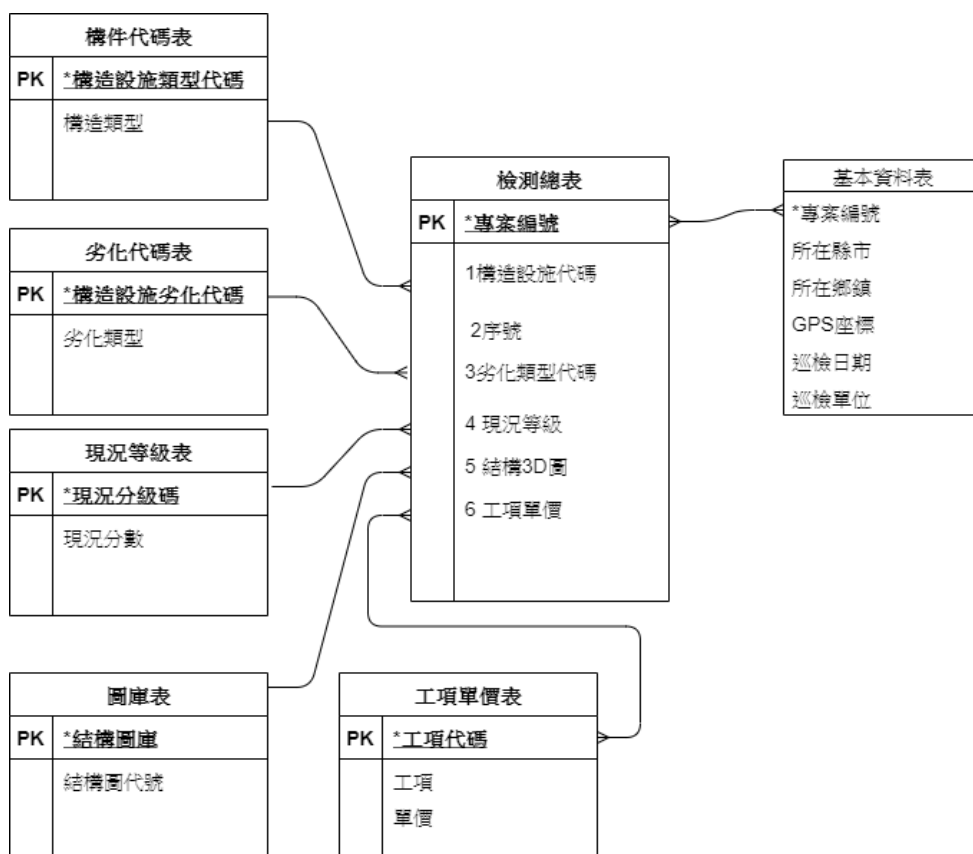 構件代碼表
PK *構造設施類型代碼
構造類型
劣化代碼表
PK *構造設施劣化代碼
劣化類型
現況等級表
PK *現況分級碼
現況分數
圖庫表
PK *結構圖庫
結構圖代號
檢測總表
PK *專案編號
1構造設施代碼
2序號
3劣化類型代碼
4 現況等級
5 結構3D圖
6 工項單價
工項單價表
PK *工項代碼
工項
單價
基本資料表
*專案編號
所在縣市
所在鄉鎮
GPS座標
巡檢日期
巡檢單位